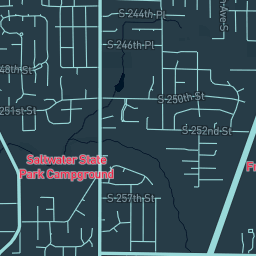 S 244th Pl
S 246th Pl
48th St
S 250th St
251st St
S 252nd St
Saltwater State
Park Campground
S 257th St